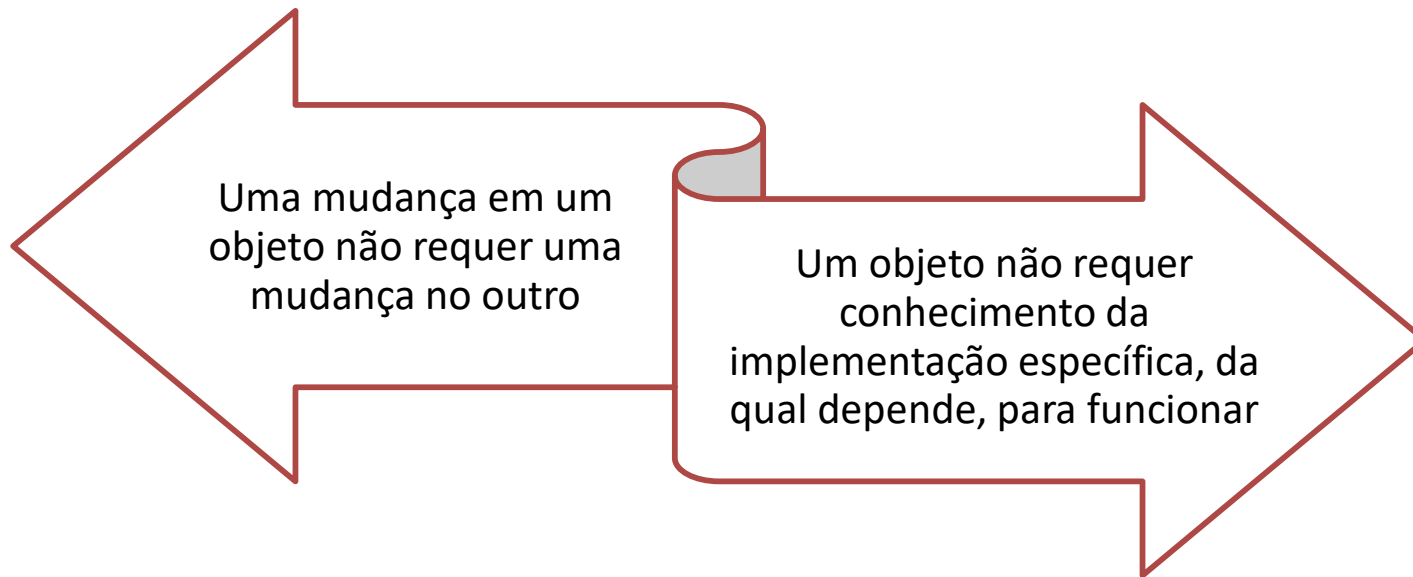 Uma mudança em um
objeto não requer uma
mudança no outro
Um objeto não requer
conhecimento da
implementação específica, da
qual depende, para funcionar